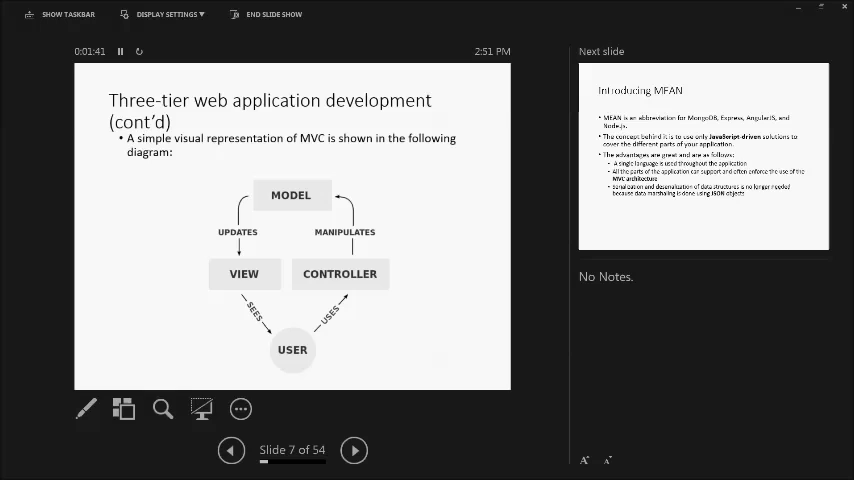 SHOW TASKBAR
DISPLAY SETTINGS ▼
END SLIDE SHOW
0:01:41
2:51 PM
Three-tier web application development
(cont'd)
• A simple visual representation of MVC is shown in the following
diagram:
MODEL
UPDATES
MANIPULATES
VIEW
CONTROLLER
SEES
USES
USER
Slide 7 of 54
Next slide
Introducing MEAN
• MEAN is an abbreviation for MongoDB, Express, AngularJS, and
Node.js.
• The concept behind it is to use only JavaScript-driven solutions to
cover the different parts of your application.
• The advantages are great and are as follows:
• A single language is used throughout the application
• All the parts of the application can support and often enforce the use of the
MVC architecture
• Serialization and deserialization of data structures is no longer needed
because data marshaling is done using JSON objects
No Notes.
A
A